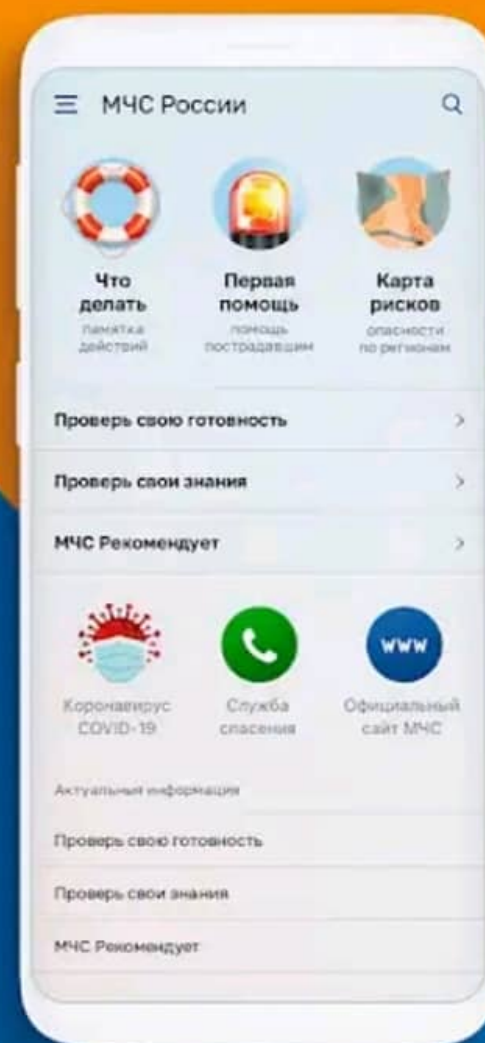 МЧС России
Что
делать
памятка
действий
Первая
помощь
помощь
пострадавшим
Карта
рисков
опасности
по регионам
Проверь свою готовность
Проверь свои знания
МЧС Рекомендует
Коронавирус
COVID-19
Служба
спасения
www
Официальный
сайт МЧС
Актуальная информация
Проверь свою готовность
Проверь свои знания
МЧС Рекомендует